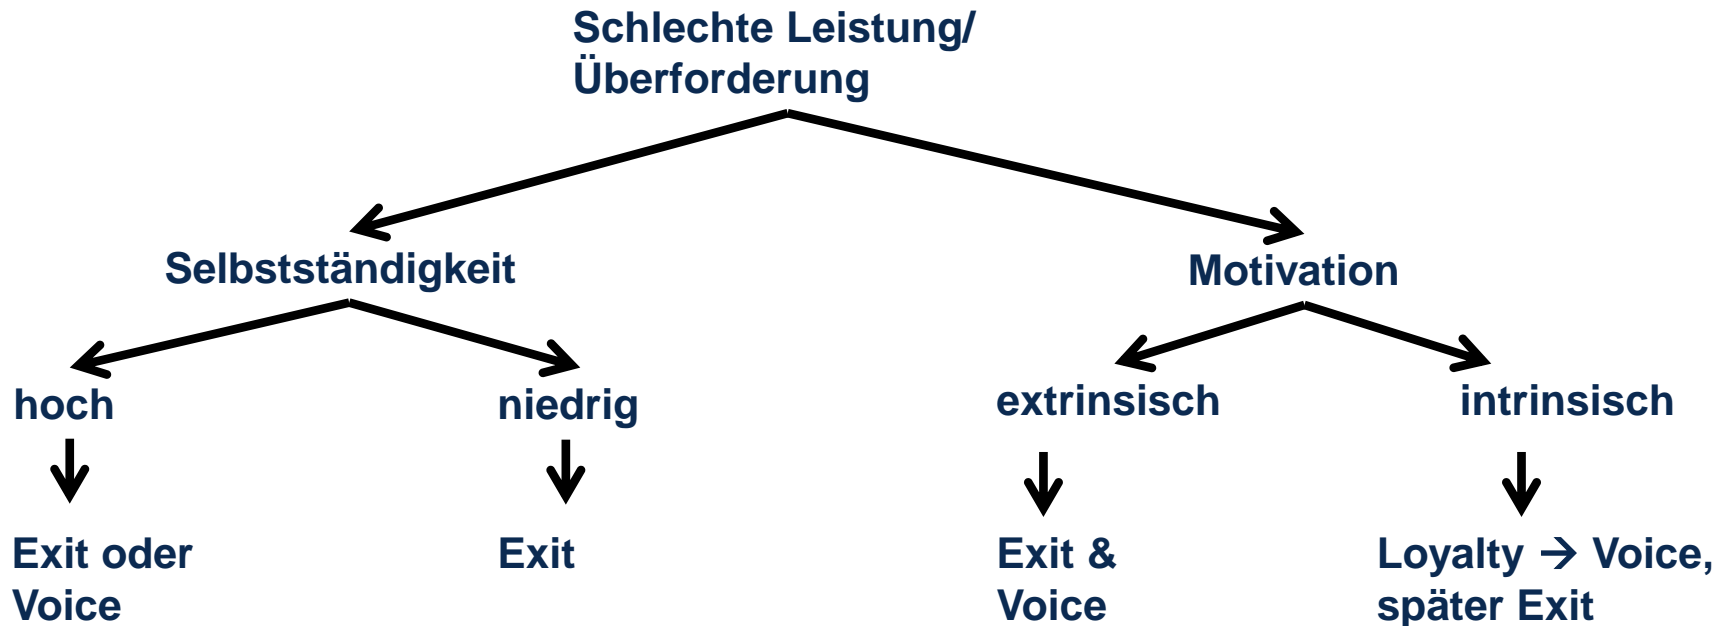 Schlechte Leistung/
Überforderung
Selbstständigkeit
Motivation
hoch
niedrig
extrinsisch
intrinsisch
Exit oder
Voice
Exit
Exit &
Voice
Loyalty → Voice,
später Exit